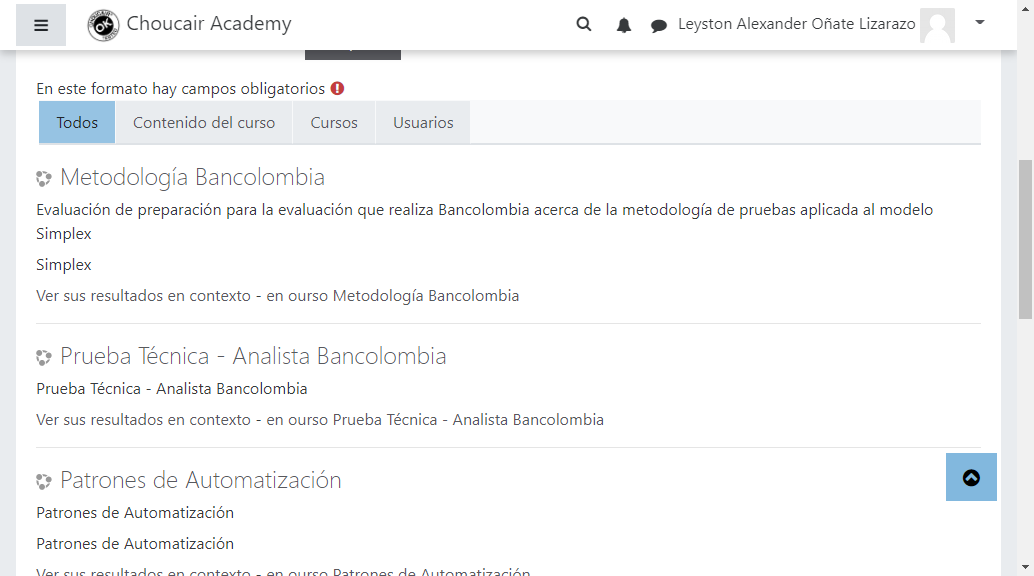 Choucair Academy
Leyston Alexander Oñate Lizarazo
En este formato hay campos obligatorios
Todos Contenido del curso Cursos Usuarios
Metodología Bancolombia
Evaluación de preparación para la evaluación que realiza Bancolombia acerca de la metodología de pruebas aplicada al modelo
Simplex
Simplex
Ver sus resultados en contexto - en ourso Metodología Bancolombia
Prueba Técnica - Analista Bancolombia
Prueba Técnica - Analista Bancolombia
Ver sus resultados en contexto - en ourso Prueba Técnica - Analista Bancolombia
Patrones de Automatización
Patrones de Automatización
Patrones de Automatización
Ver sus resultados en contexto - en ourso Patrones de Automatización